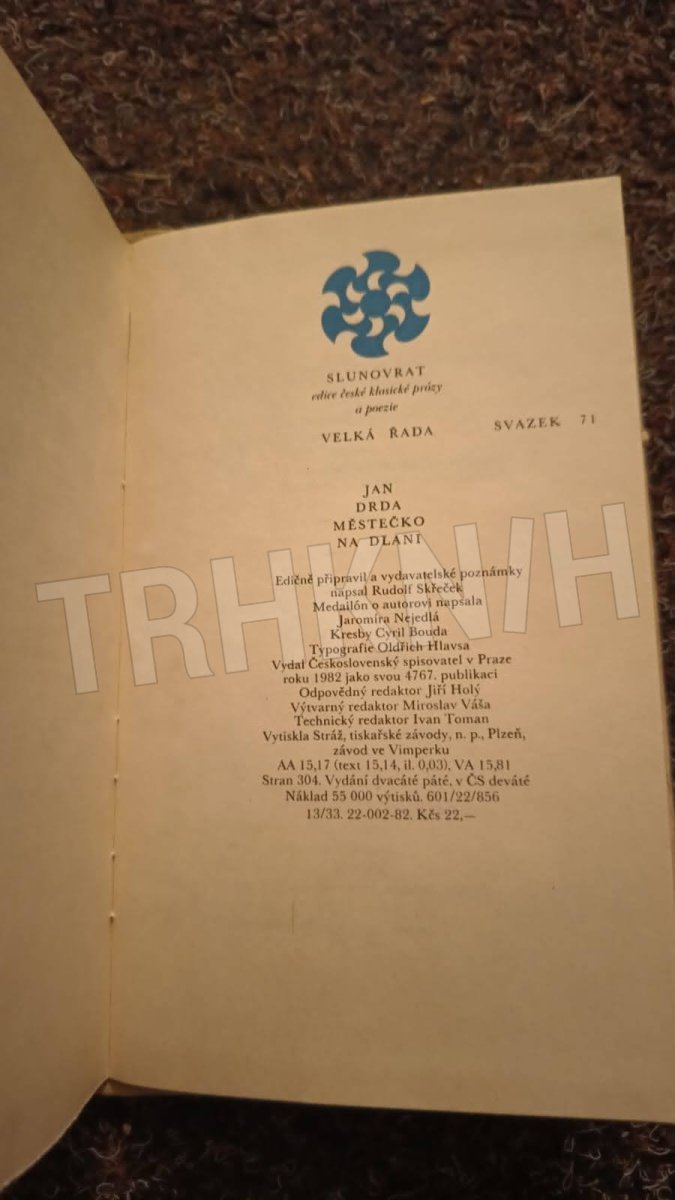 SLUNOVRAT
edice české klasické prózy
a poezie
VELKÁ ŘADA SVAZEK 71
JAN
DRDA
MĚSTEČKO
NA DLANI
Edičně připravil a vydavatelské poznámky
napsal Rudolf Skřeček
Medailón o autorovi napsala
Jaromíra Nejedlá
Kresby Cyril Bouda
Typografie Oldřich Hlavsa
Vydal Československý spisovatel v Praze
roku 1982 jako svou 4767. publikaci
Odpovědný redaktor Jiří Holý
Výtvarný redaktor Miroslav Váša
Technický redaktor Ivan Toman
Vytiskla Stráž, tiskařské závody, n. p., Plzeň,
závod ve Vimperku
AA 15,17 (text 15,14, il. 0,03), VA 15,81
Stran 304. Vydání dvacáté páté, v ČS deváté
Náklad 55 000 výtisků. 601/22/856
13/33. 22-002-82. Kčs 22,—
TRHKN/H